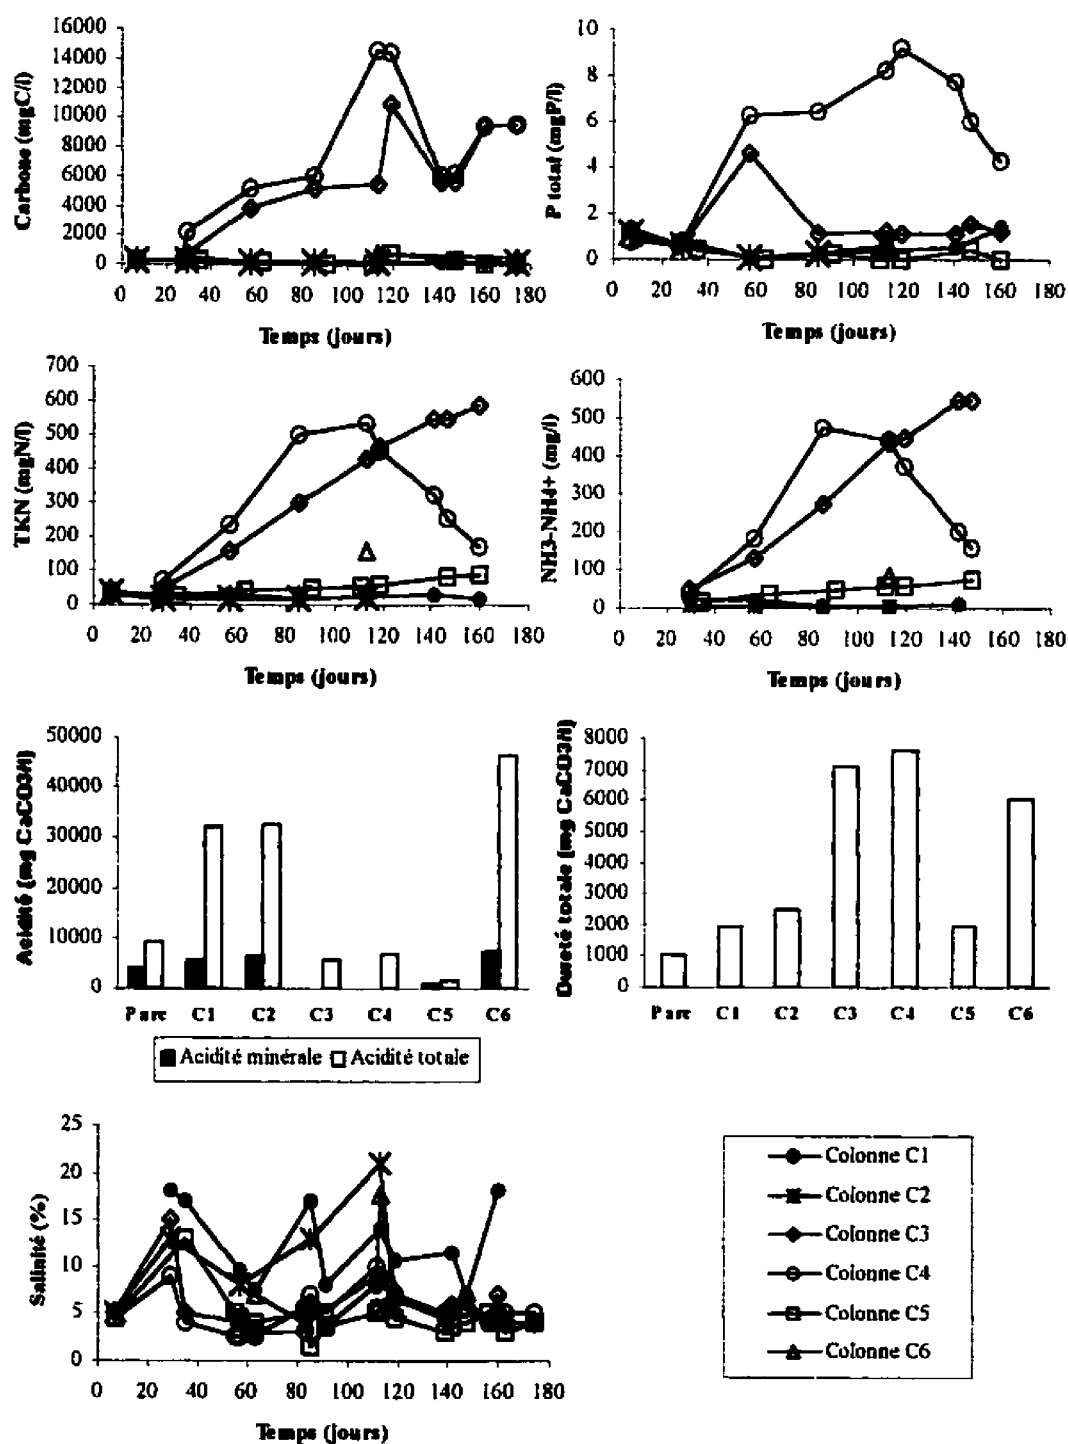 16000
14000
12000
10000
8000
6000
4000
2000
0
Carbone (mgC/l)
0 20 40 60 80 100 120 140 160 180
Temps (jours)
10
8
6
4
2
0
P total (mgP/l)
0 20 40 60 80 100 120 140 160 180
Temps (jours)
700
600
500
400
300
200
100
0
TKN (mgN/l)
0 20 40 60 80 100 120 140 160 180
Temps (jours)
600
500
400
300
200
100
0
NH3-NH4+ (mg/l)
0 20 40 60 80 100 120 140 160 180
Temps (jours)
50000
40000
30000
20000
10000
0
Acidité (mg CaCO3/l)
Parc C1 C2 C3 C4 C5 C6
Acidité minérale Acidité totale
8000
7000
6000
5000
4000
3000
2000
1000
0
Dureté totale (mg CaCO3/l)
Parc C1 C2 C3 C4 C5 C6
25
20
15
10
5
0
Salinité (%)
0 20 40 60 80 100 120 140 160 180
Temps (jours)
Colonne C1
Colonne C2
Colonne C3
Colonne C4
Colonne C5
Colonne C6